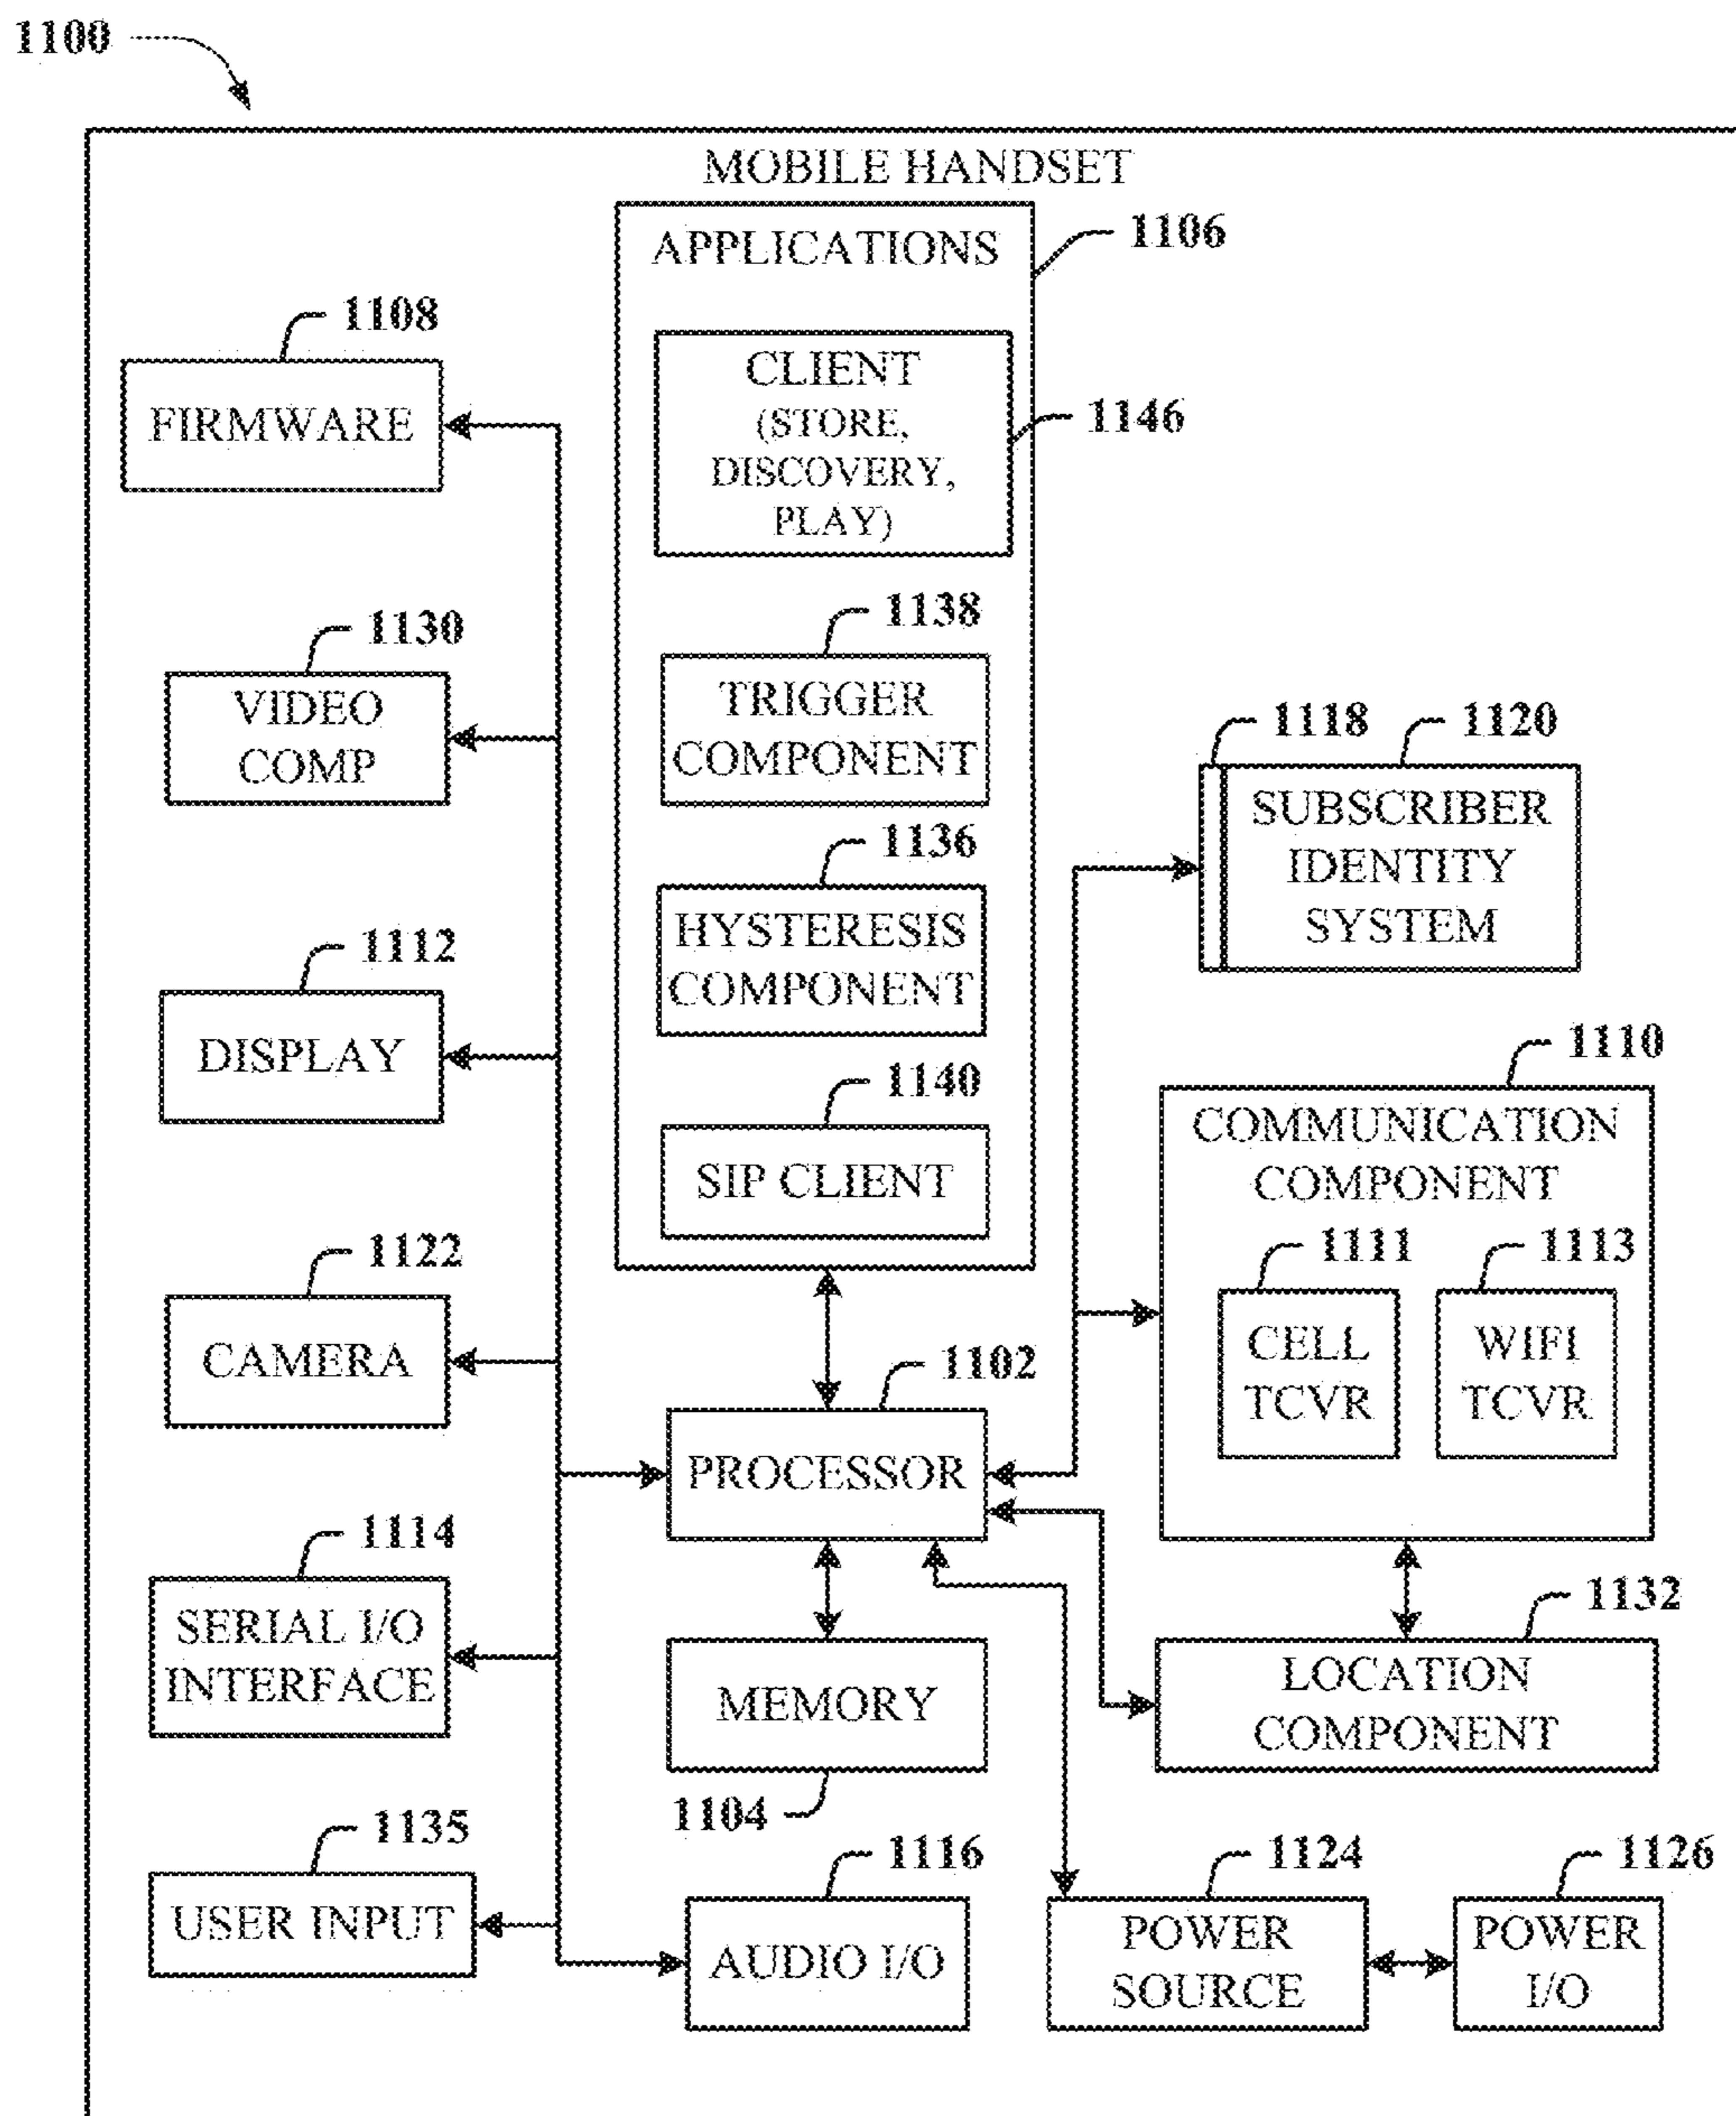 1100
MOBILE HANDSET
APPLICATIONS
1106
1108
FIRMWARE
CLIENT
(STORE,
DISCOVERY,
PLAY)
1146
1130
VIDEO
COMP
1138
TRIGGER
COMPONENT
1118
1120
SUBSCRIBER
IDENTITY
SYSTEM
1136
HYSTERESIS
COMPONENT
1112
DISPLAY
1140
SIP CLIENT
1110
COMMUNICATION
COMPONENT
1111
CELL
TCVR
1113
WIFI
TCVR
1122
CAMERA
1102
PROCESSOR
1114
SERIAL I/O
INTERFACE
MEMORY
1104
1132
LOCATION
COMPONENT
1135
USER INPUT
1116
AUDIO I/O
1124
POWER
SOURCE
1126
POWER
I/O